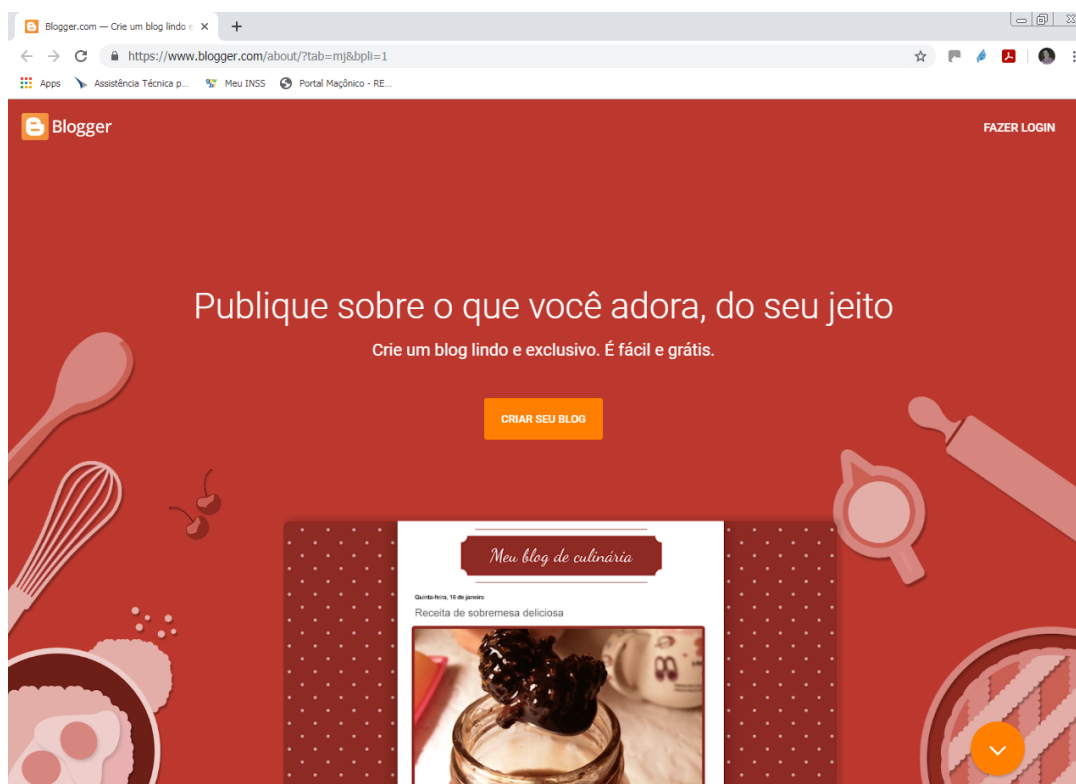 Blogger.com — Crie um blog lindo e
https://www.blogger.com/about/?tab=mj&bpli=1
Apps
Assistência Técnica p...
Meu INSS
Portal Maçônico - RE...
Blogger
FAZER LOGIN
Publique sobre o que você adora, do seu jeito
Crie um blog lindo e exclusivo. É fácil e grátis.
CRIAR SEU BLOG
Meu blog de culinária
Quinta-feira, 16 de janeiro
Receita de sobremesa deliciosa